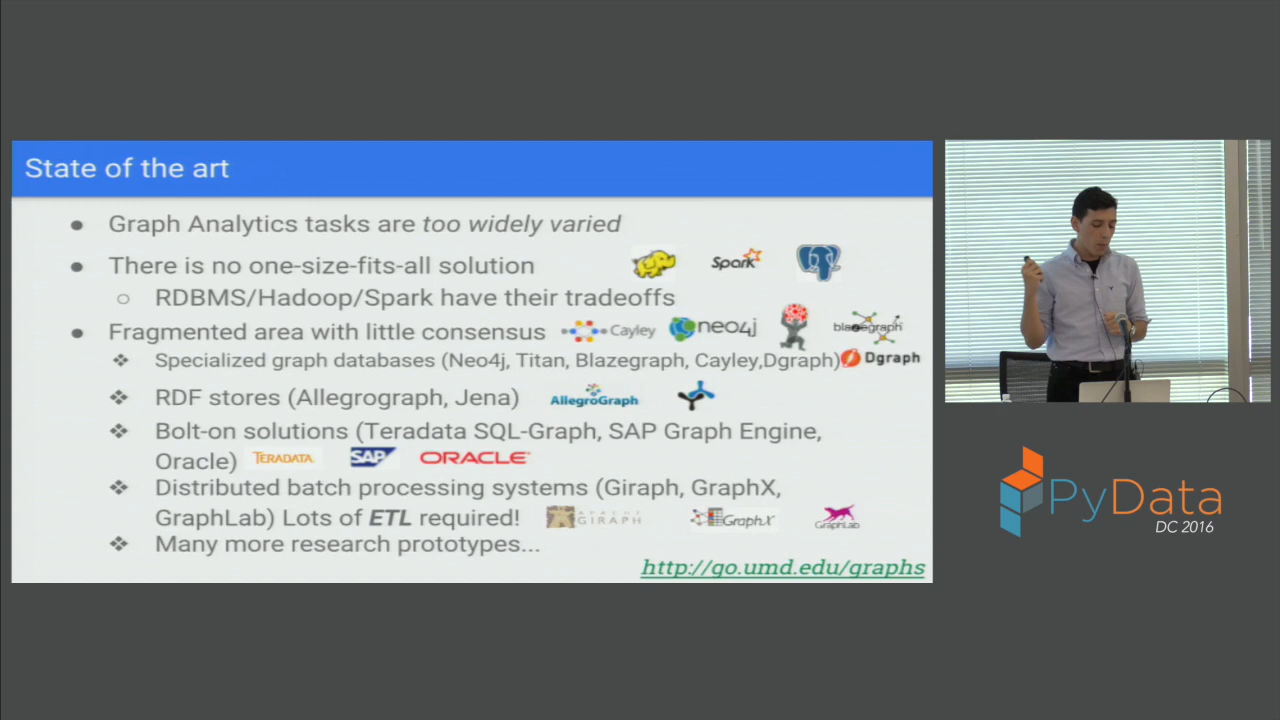 State of the art
● Graph Analytics tasks are too widely varied
● There is no one-size-fits-all solution
Spark
○ RDBMS/Hadoop/Spark have their tradeoffs
● Fragmented area with little consensus
Cayley
neo4j
blazegraph
❖ Specialized graph databases (Neo4j, Titan, Blazegraph, Cayley,Dgraph)
Dgraph
❖ RDF stores (Allegrograph, Jena)
AllegroGraph
❖ Bolt-on solutions (Teradata SQL-Graph, SAP Graph Engine,
Oracle)
TERADATA
SAP
ORACLE
❖ Distributed batch processing systems (Giraph, GraphX,
GraphLab) Lots of ETL required!
APACHE
GIRAPH
GraphX
GraphLab
❖ Many more research prototypes...
http://go.umd.edu/graphs
PyData
DC 2016